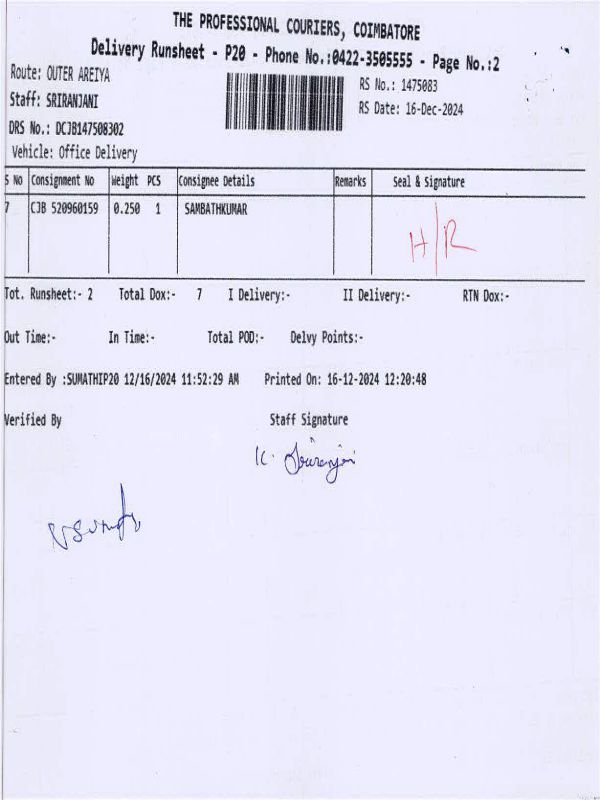 THE PROFESSIONAL COURIERS, COIMBATORE
Delivery Runsheet - P20 - Phone No.:0422-3505555 - Page No.:2
Route: OUTER AREIYA
RS No.: 1475083
Staff: SRIRANJANI
RS Date: 16-Dec-2024
DRS No.: DCJB147508302
Vehicle: Office Delivery
S No Consignment No Weight PCS Consignee Details Remarks Seal & Signature
7 CJB 520960159 0.250 1 SAMBATHKUMAR
H/R
Tot. Runsheet:- 2 Total Dox:- 7 I Delivery:- II Delivery:- RTN Dox:-
Out Time:- In Time:- Total POD:- Delvy Points:-
Entered By :SUMATHIP20 12/16/2024 11:52:29 AM Printed On: 16-12-2024 12:20:48
Verified By Staff Signature
K.